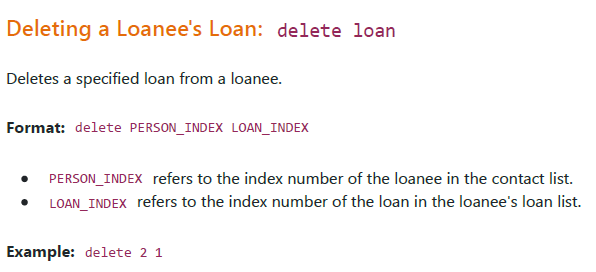 Deleting a Loanee's Loan: delete loan
Deletes a specified loan from a loanee.
Format: delete PERSON_INDEX LOAN_INDEX
• PERSON_INDEX refers to the index number of the loanee in the contact list.
• LOAN_INDEX refers to the index number of the loan in the loanee's loan list.
Example: delete 2 1